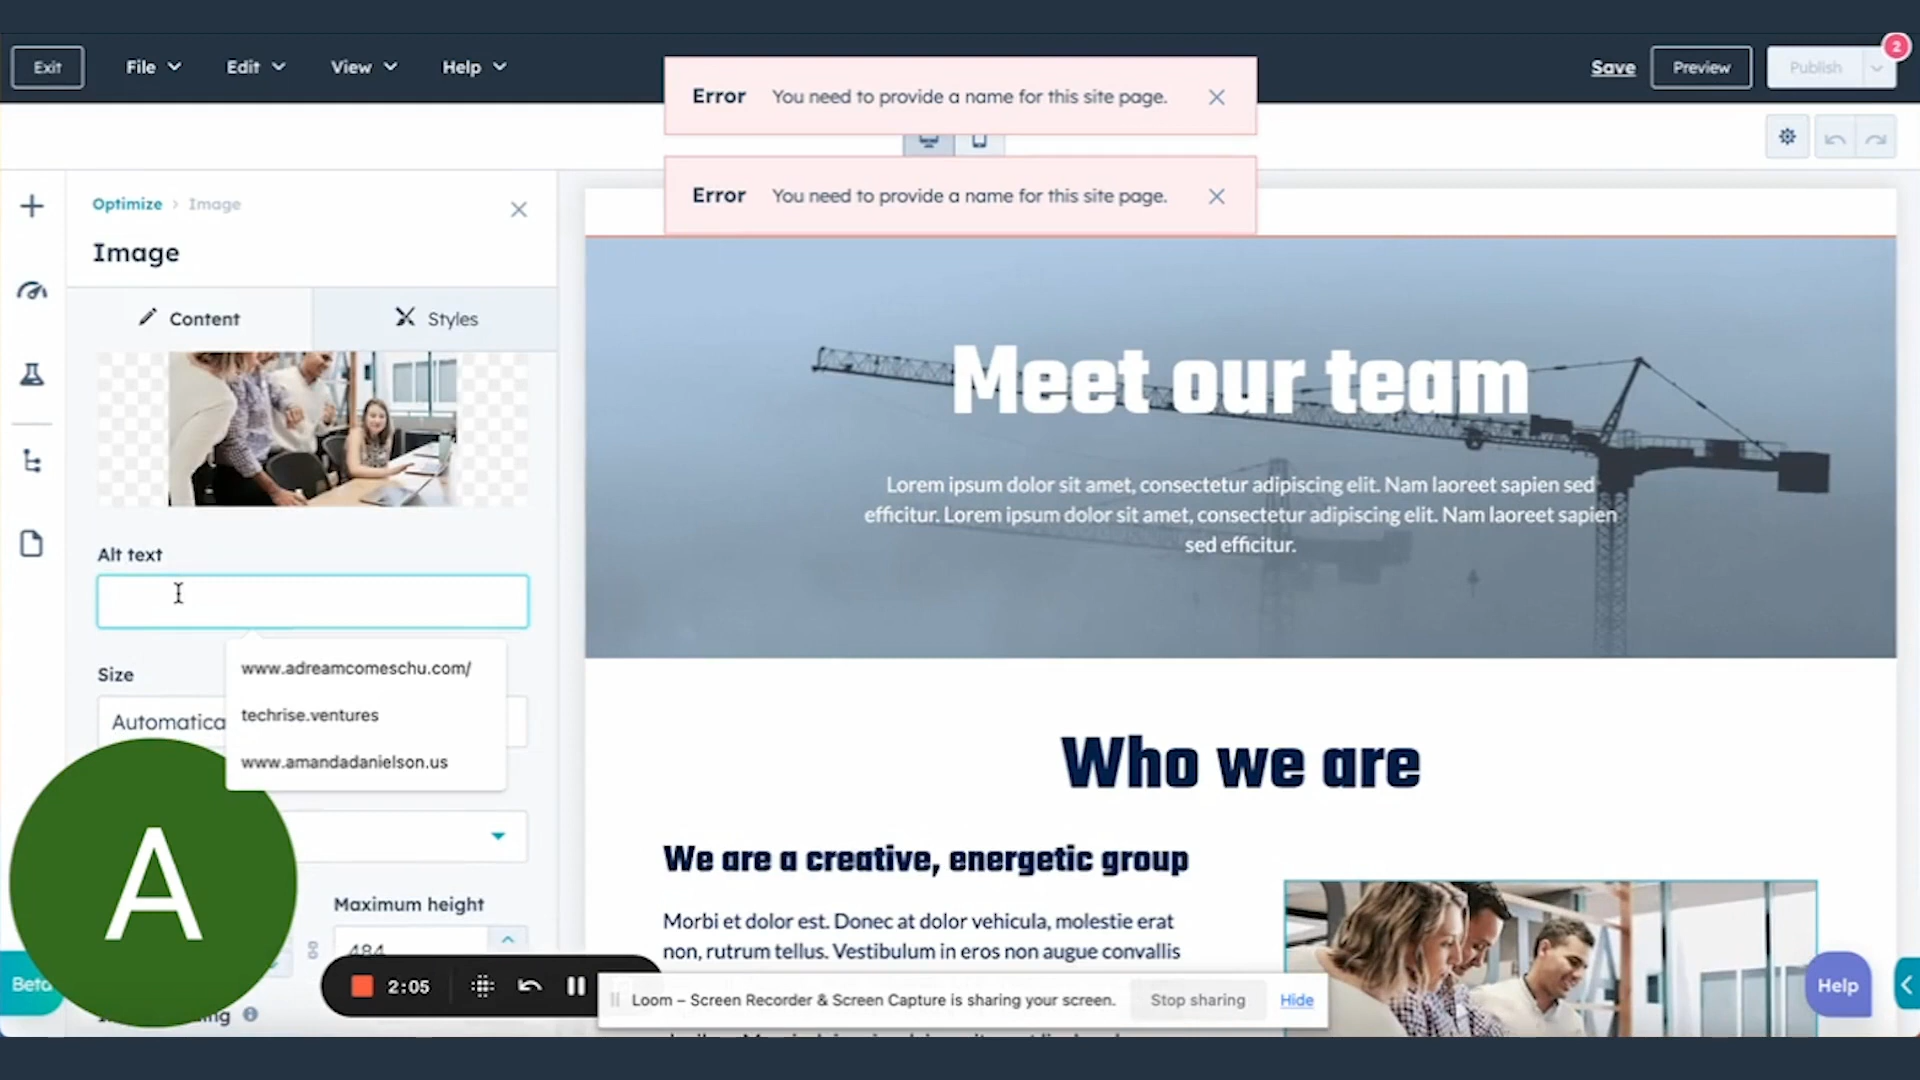 Exit
File
Edit
View
Help
Save
Preview
Publish
2
Error You need to provide a name for this site page.
Error You need to provide a name for this site page.
Optimize > Image
Image
Content
Styles
Alt text
www.adreamcomeschu.com/
techrise.ventures
www.amandadanielson.us
Size
Automatica
Maximum height
484
A
Beta
2:05
Loom – Screen Recorder & Screen Capture is sharing your screen.
Stop sharing
Hide
Meet our team
Lorem ipsum dolor sit amet, consectetur adipiscing elit. Nam laoreet sapien sed
efficitur. Lorem ipsum dolor sit amet, consectetur adipiscing elit. Nam laoreet sapien
sed efficitur.
Who we are
We are a creative, energetic group
Morbi et dolor est. Donec at dolor vehicula, molestie erat
non, rutrum tellus. Vestibulum in eros non augue convallis
Help